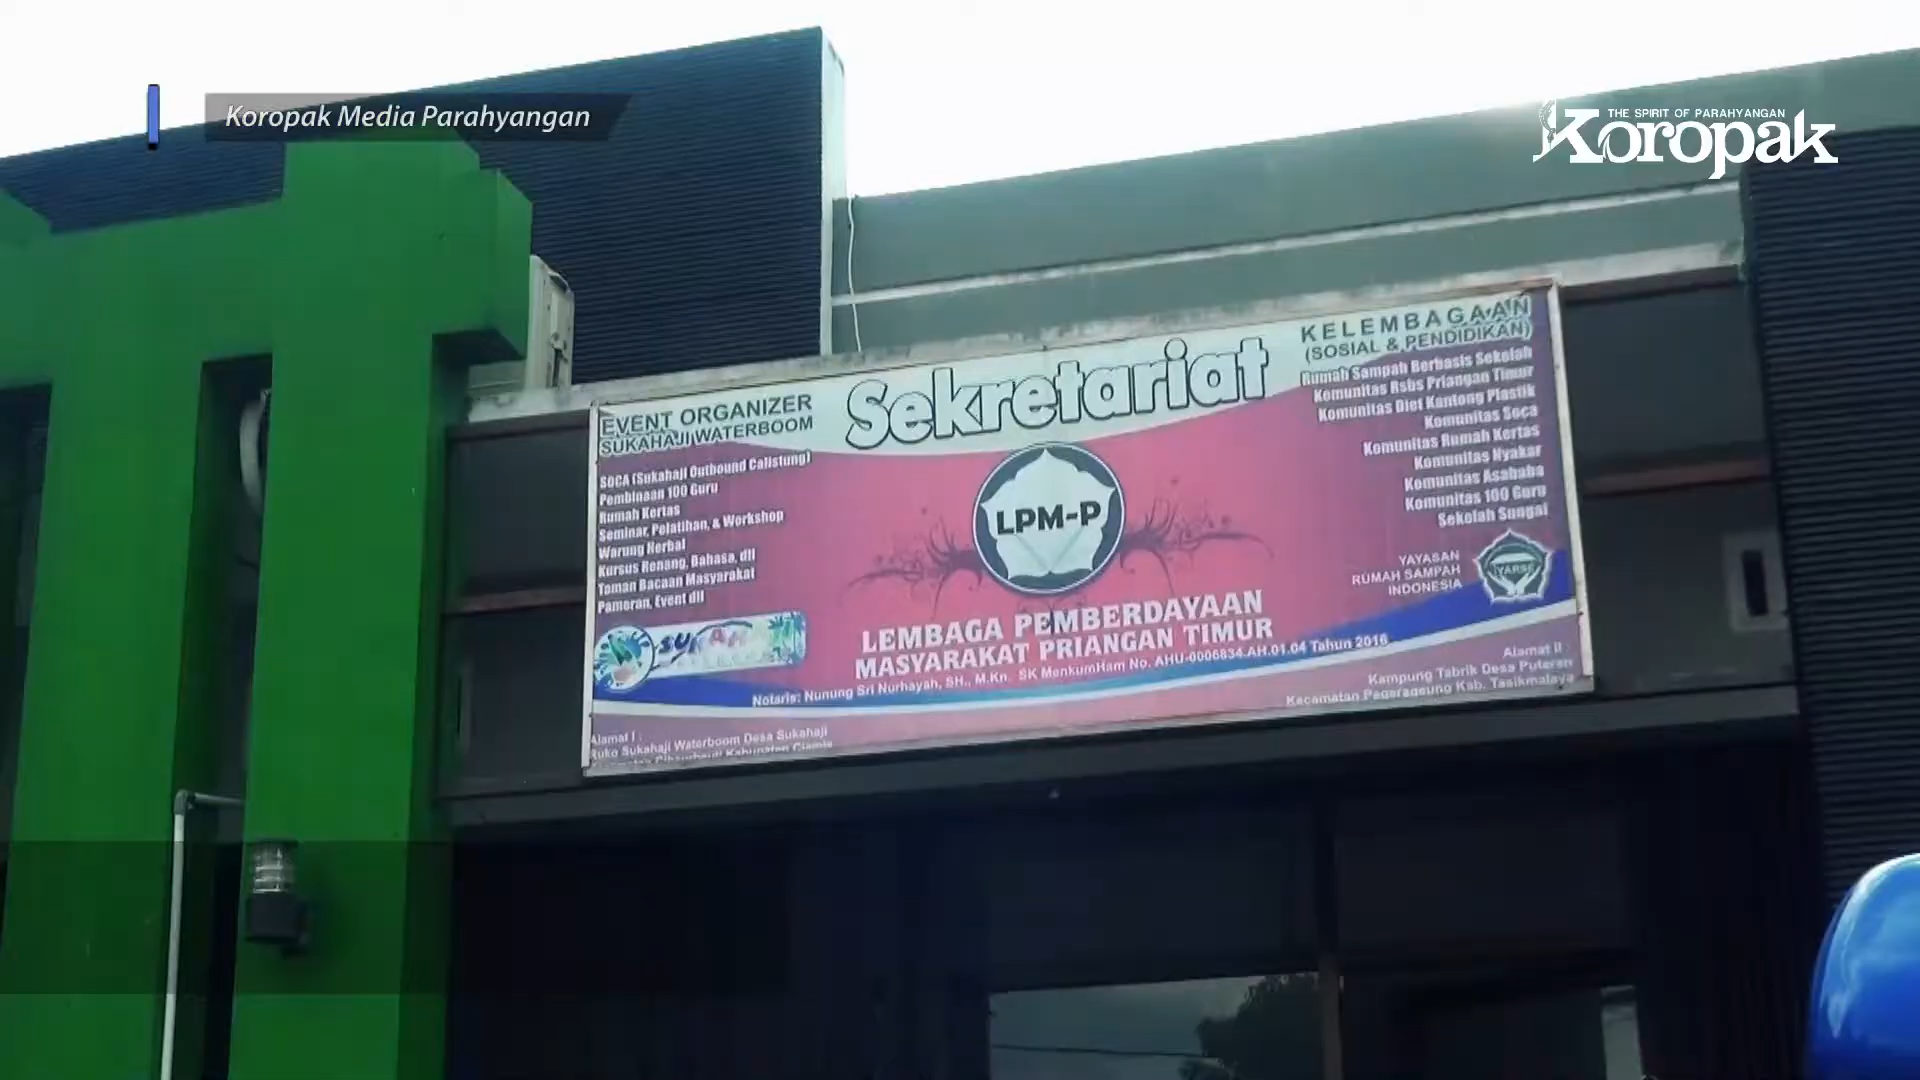 Koropak Media Parahyangan
THE SPIRIT OF PARAHYANGAN
Koropak
EVENT ORGANIZER
SUKAHAJI WATERBOOM
SOCA (Sukahaji Outbound Calistung)
Pembinaan 100 Guru
Rumah Kertas
Seminar, Pelatihan, & Workshop
Warung Herbal
Kursus Renang, Bahasa, dll
Taman Bacaan Masyarakat
Pameran, Event dll
Sekretariat
LPM-P
LEMBAGA PEMBERDAYAAN
MASYARAKAT PRIANGAN TIMUR
Notaris: Nunung Sri Nurhayah, SH., M.Kn. SK MenkumHam No. AHU-0006834.AH.01.04 Tahun 2016
KELEMBAGAAN
(SOSIAL & PENDIDIKAN)
Rumah Sampah Berbasis Sekolah
Komunitas Rsbs Priangan Timur
Komunitas Diet Kantong Plastik
Komunitas Soca
Komunitas Rumah Kertas
Komunitas Nyakar
Komunitas Asababa
Komunitas 100 Guru
Sekolah Sungai
YAYASAN
RUMAH SAMPAH
INDONESIA
YARSI
Alamat I :
Ruko Sukahaji Waterboom Desa Sukahaji
Kabupaten Ciamis
Alamat II :
Kampung Tabrik Desa Puteran
Kecamatan Pagerageung Kab. Tasikmalaya